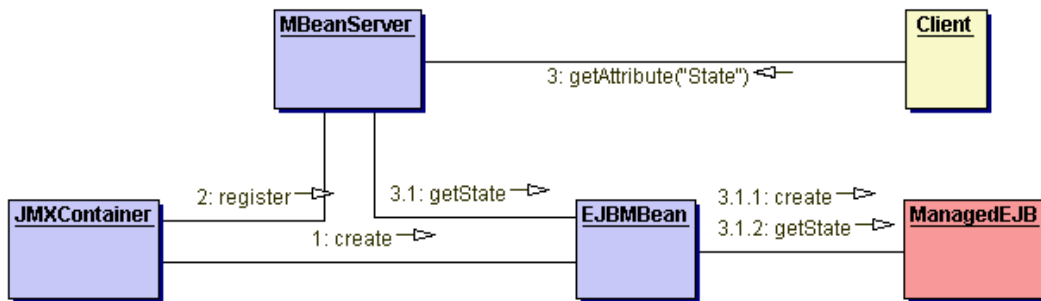 MBeanServer
Client
3: getAttribute("State")
2: register
3.1: getState
3.1.1: create
JMXContainer
EJBMBean
ManagedEJB
1: create
3.1.2: getState